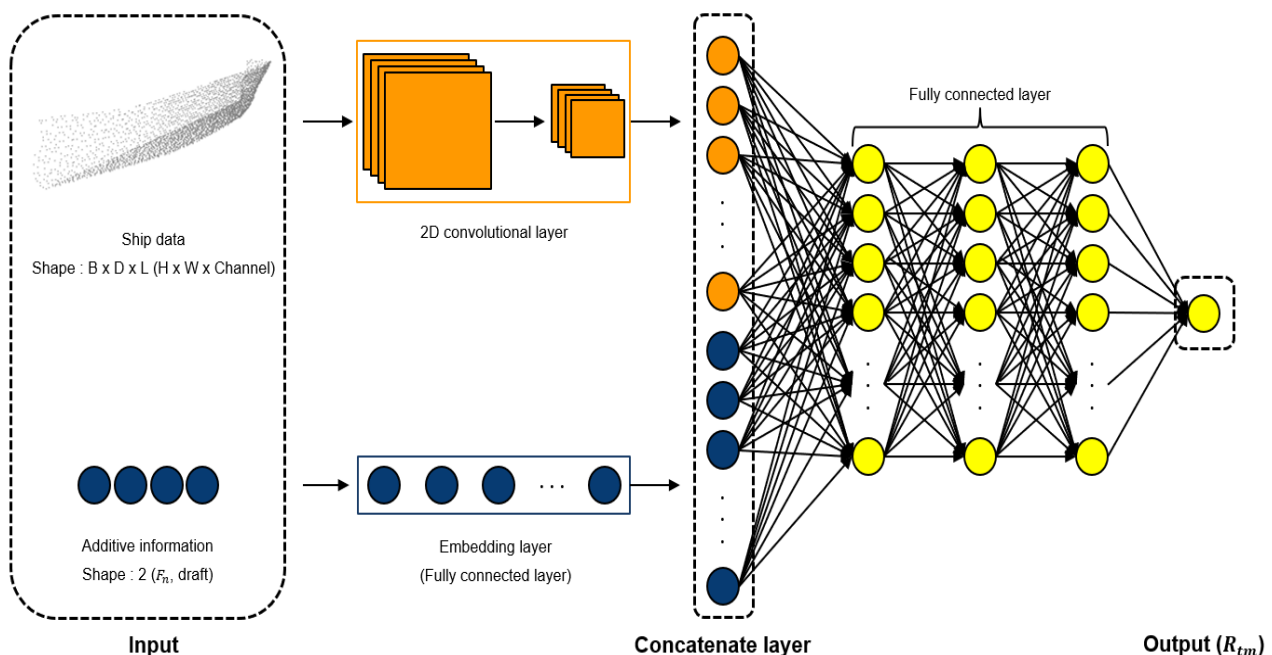 Fully connected layer
2D convolutional layer
Ship data
Shape : B x D x L (H x W x Channel)
Additive information
Shape : 2 (Fₙ, draft)
Embedding layer
(Fully connected layer)
Input
Concatenate layer
Output (Rₜₘ)